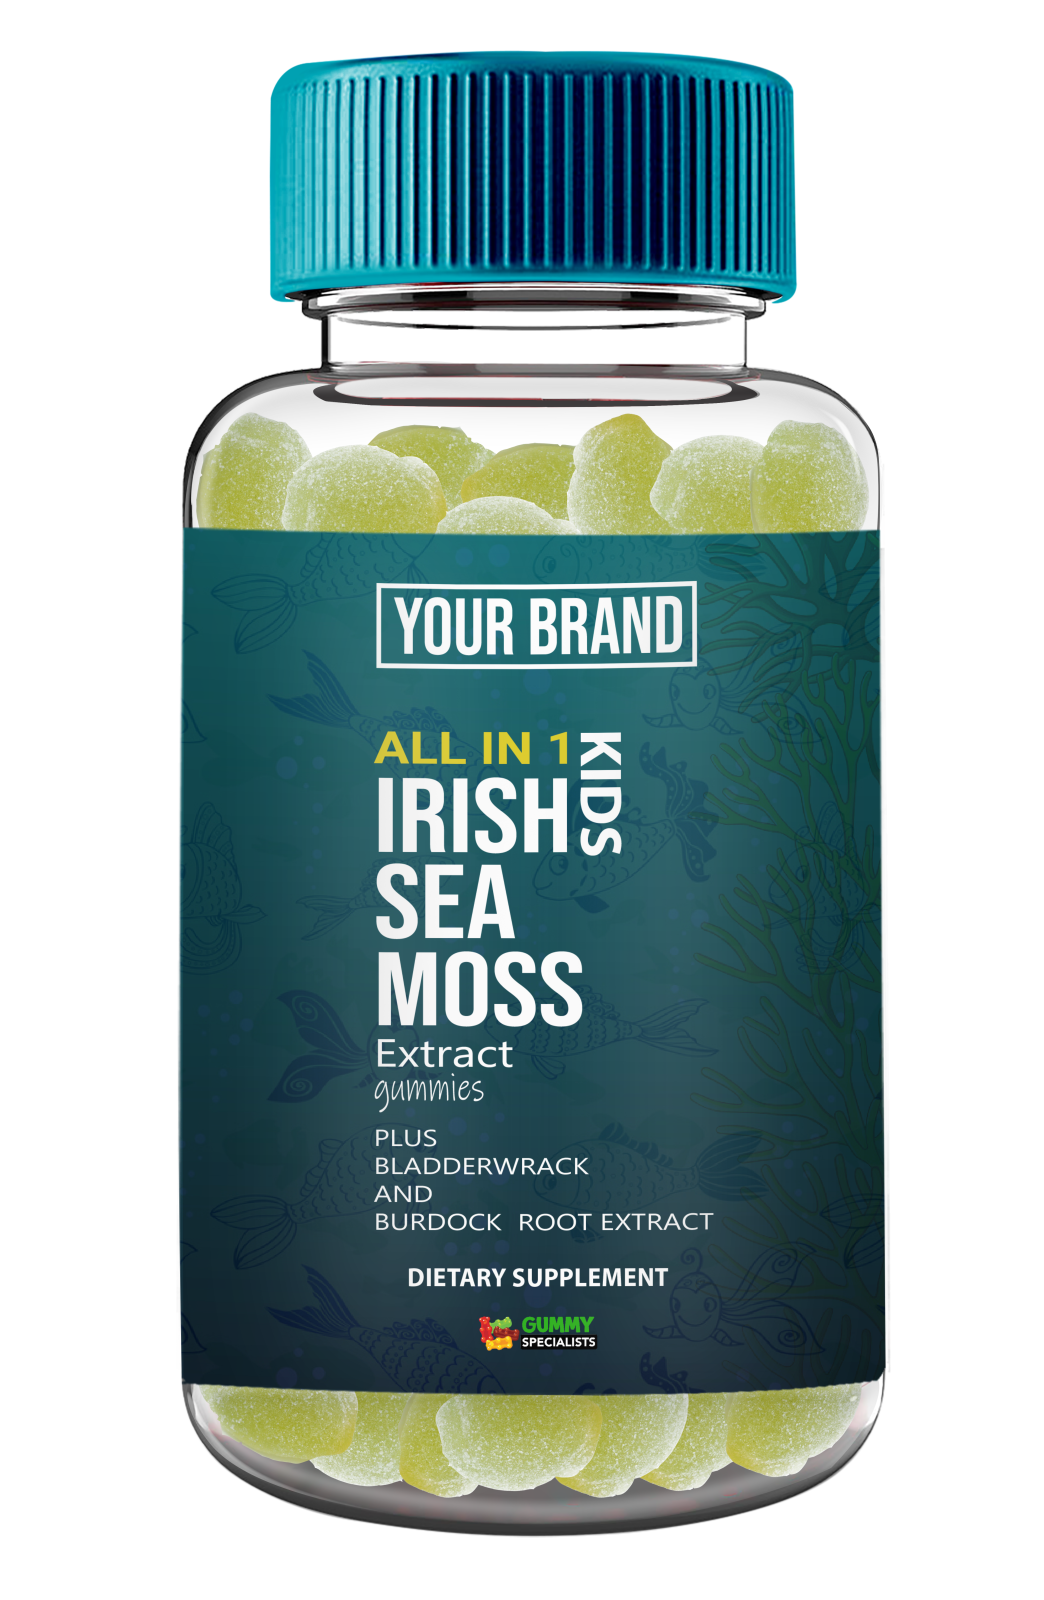 YOUR BRAND
ALL IN 1
KIDS
IRISH
SEA
MOSS
Extract
gummies
PLUS
BLADDERWRACK
AND
BURDOCK ROOT EXTRACT
DIETARY SUPPLEMENT
GUMMY
SPECIALISTS